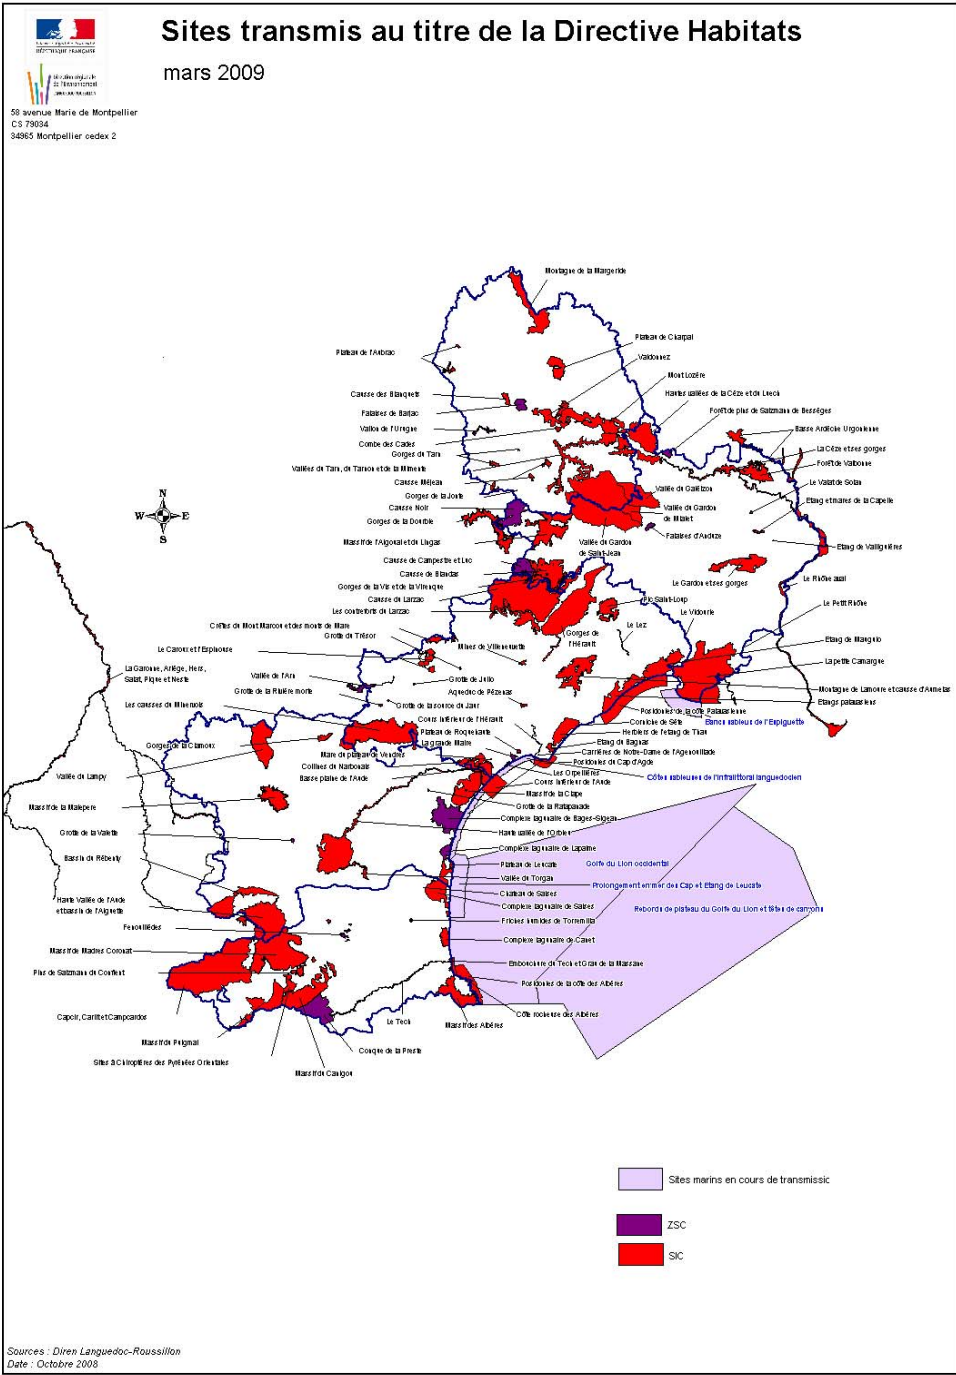 Sites transmis au titre de la Directive Habitats
mars 2009
RÉPUBLIQUE FRANÇAISE
58 avenue Marie de Montpellier
CS 79034
34965 Montpellier cedex 2
Montagne de la Margeride
Plateau de Charpal
Plateau de l'Aubrac
Valdonnez
Mont Lozère
Causse des Blanquets
Hautes vallées de la Cèze et du Luech
Falaises de Barjac
Forêt de pins de Salzmann de Bessèges
Vallon de l'Urugne
Basse Ardèche Urgonienne
Combe des Cades
La Cèze et ses gorges
Gorges du Tarn
Forêt de Valbonne
Vallées du Tarn, du Tarnon et de la Mimente
Le Valat de Solan
Causse Méjean
Vallée du Galeizon
Etang et mares de la Capelle
Gorges de la Jonte
Causse Noir
Vallée du Gardon
de Mialet
Gorges de la Dourbie
Falaises d'Anduze
Massif de l'Aigoual et du Lingas
Vallée du Gardon
de Saint-Jean
Etang de Valliguières
Causse de Campestre et Luc
Causse de Blandas
Le Gardon et ses gorges
Le Rhône aval
Gorges de la Vis et de la Virenque
Causse du Larzac
Pic Saint-Loup
Le Petit Rhône
Les contreforts du Larzac
Le Vidourle
Crêtes du Mont Marcou et des monts de Mare
Le Lez
Grotte du Trésor
Gorges de
l'Hérault
Etang de Mauguio
Le Caroux et l'Espinouse
Mines de Villeneuvette
La petite Camargue
La Garonne, Ariège, Hers,
Salat, Pique et Neste
Vallée de l'Arn
Grotte de Julio
Montagne de la Moure et causse d'Aumelas
Grotte de la Rivière morte
Aqueduc de Pézenas
Etangs palavasiens
Les causses du Minervois
Grotte de la source du Jaur
Posidonies de la côte Palavasienne
Cours inférieur de l'Hérault
Bancs sableux de l'Espiguette
Corniche de Sète
Plateau de Roquehaute
Herbiers de l'étang de Thau
Gorges de la Clamoux
La grande Maïre
Etang du Bagnas
Mare du plateau de Vendres
Carrières de Notre-Dame de l'Agenouillade
Collines du Narbonais
Posidonies du Cap d'Agde
Vallée du Lampy
Basse plaine de l'Aude
Les Orpellières
Côtes sableuses de l'infralittoral languedocien
Cours inférieur de l'Aude
Massif de la Clape
Massif de la Malepère
Grotte de la Ratapanade
Complexe lagunaire de Bages-Sigean
Grotte de la Valette
Haute vallée de l'Orbieu
Complexe lagunaire de Lapalme
Bassin du Rébenty
Plateau de Leucate
Golfe du Lion occidental
Vallée du Torgan
Prolongement en mer des Cap et Etang de Leucate
Haute Vallée de l'Aude
et bassin de l'Aiguette
Château de Salses
Complexe lagunaire de Salses
Rebords de plateau du Golfe du Lion et têtes de canyons
Fenouillèdes
Friches humides de Torremilla
Massif de Madres Coronat
Complexe lagunaire de Canet
Pins de Salzmann du Conflent
Embouchure du Tech et Grau de la Massane
Posidonies de la côte des Albères
Capcir, Carlit et Campcardos
Le Tech
Côte rocheuse des Albères
Massif des Albères
Massif du Puigmal
Conque de la Preste
Sites à Chiroptères des Pyrénées Orientales
Massif du Canigou
N
W
E
S
Sites marins en cours de transmissic
ZSC
SIC
Sources : Diren Languedoc-Roussillon
Date : Octobre 2008